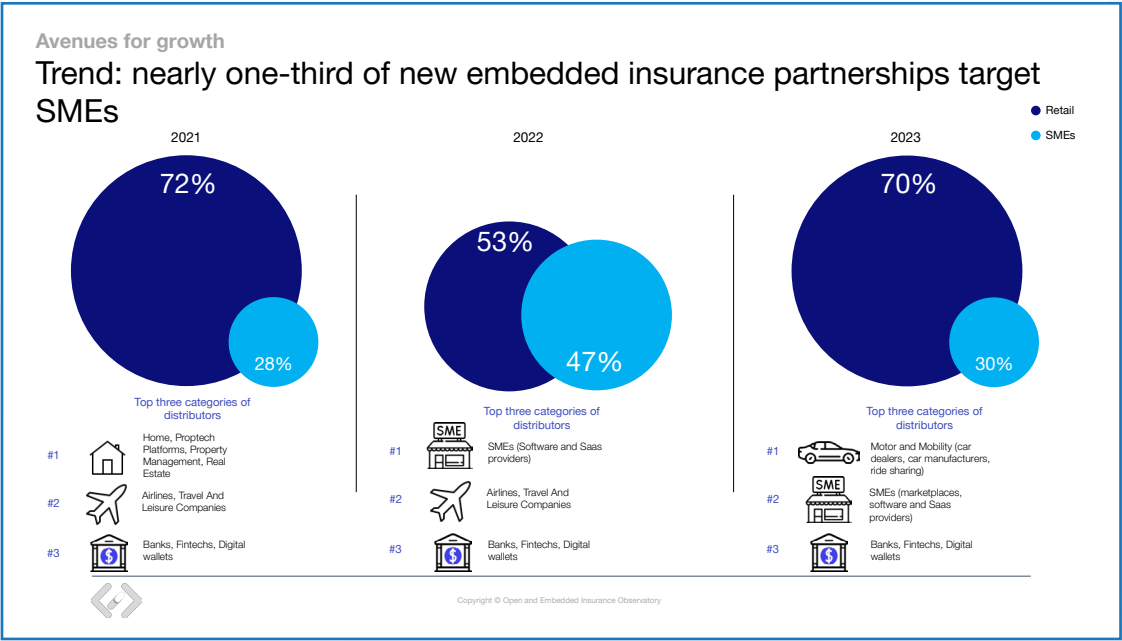 Avenues for growth
Trend: nearly one-third of new embedded insurance partnerships target
SMEs
Retail
SMEs
2021
72%
28%
Top three categories of
distributors
#1
Home, Proptech
Platforms, Property
Management, Real
Estate
#2
Airlines, Travel And
Leisure Companies
#3
$
Banks, Fintechs, Digital
wallets
2022
53%
47%
Top three categories of
distributors
#1
SME
SMEs (Software and Saas
providers)
#2
Airlines, Travel And
Leisure Companies
#3
$
Banks, Fintechs, Digital
wallets
2023
70%
30%
Top three categories of
distributors
#1
Motor and Mobility (car
dealers, car manufacturers,
ride sharing)
#2
SME
SMEs (marketplaces,
software and Saas
providers)
#3
$
Banks, Fintechs, Digital
wallets
Copyright © Open and Embedded Insurance Observatory